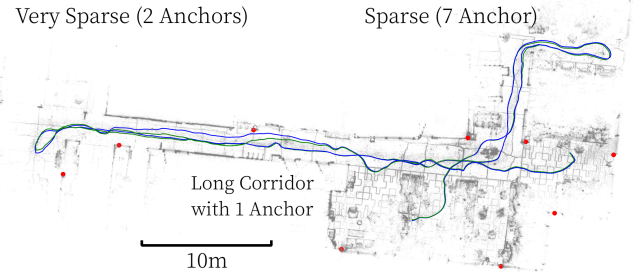 Very Sparse (2 Anchors)
Sparse (7 Anchor)
Long Corridor
with 1 Anchor
10m